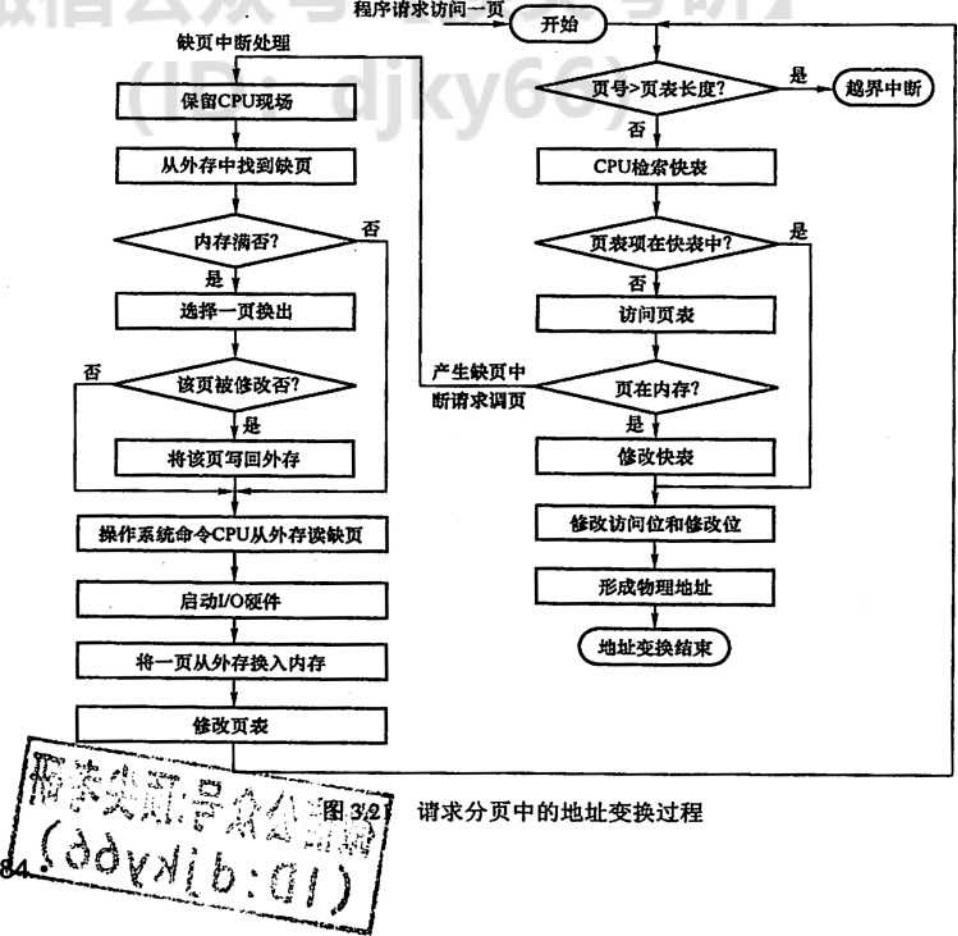 (ID: djky66)
程序请求访问一页
开始
页号>页表长度?
是
越界中断
否
CPU检索快表
页表项在快表中?
是
否
访问页表
页在内存?
产生缺页中
断请求调页
是
修改快表
修改访问位和修改位
形成物理地址
地址变换结束
缺页中断处理
保留CPU现场
从外存中找到缺页
内存满否?
否
是
选择一页换出
该页被修改否?
否
是
将该页写回外存
操作系统命令CPU从外存读缺页
启动I/O硬件
将一页从外存换入内存
修改页表
图 3.21 请求分页中的地址变换过程
(ID:djky66)
84